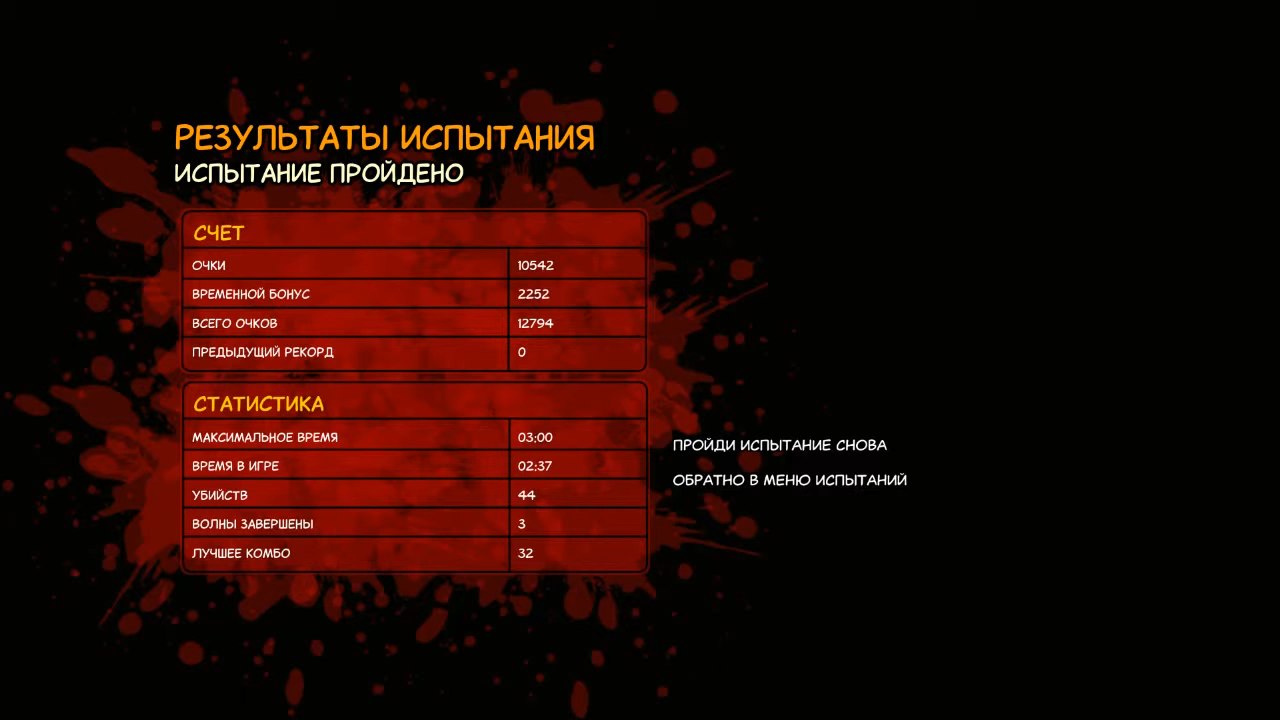 РЕЗУЛЬТАТЫ ИСПЫТАНИЯ
ИСПЫТАНИЕ ПРОЙДЕНО
СЧЕТ
ОЧКИ 10542
ВРЕМЕННОЙ БОНУС 2252
ВСЕГО ОЧКОВ 12794
ПРЕДЫДУЩИЙ РЕКОРД 0
СТАТИСТИКА
МАКСИМАЛЬНОЕ ВРЕМЯ 03:00
ВРЕМЯ В ИГРЕ 02:37
УБИЙСТВ 44
ВОЛНЫ ЗАВЕРШЕНЫ 3
ЛУЧШЕЕ КОМБО 32
ПРОЙДИ ИСПЫТАНИЕ СНОВА
ОБРАТНО В МЕНЮ ИСПЫТАНИЙ